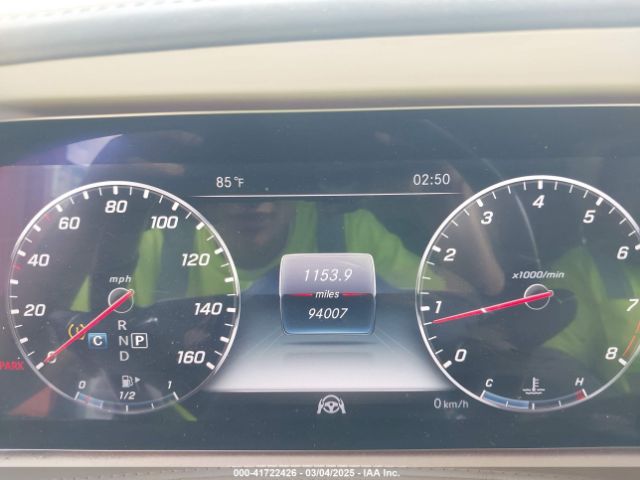 85°F 02:50
60 80 100
40 120
20 140
0 160
mph
R
C N P
D
PARK
0 1/2 1
1153.9
miles
94007
0 km/h
3 4 5
2 6
1 7
0 8
x1000/min
C H
000-41722426 - 03/04/2025 - IAA Inc.